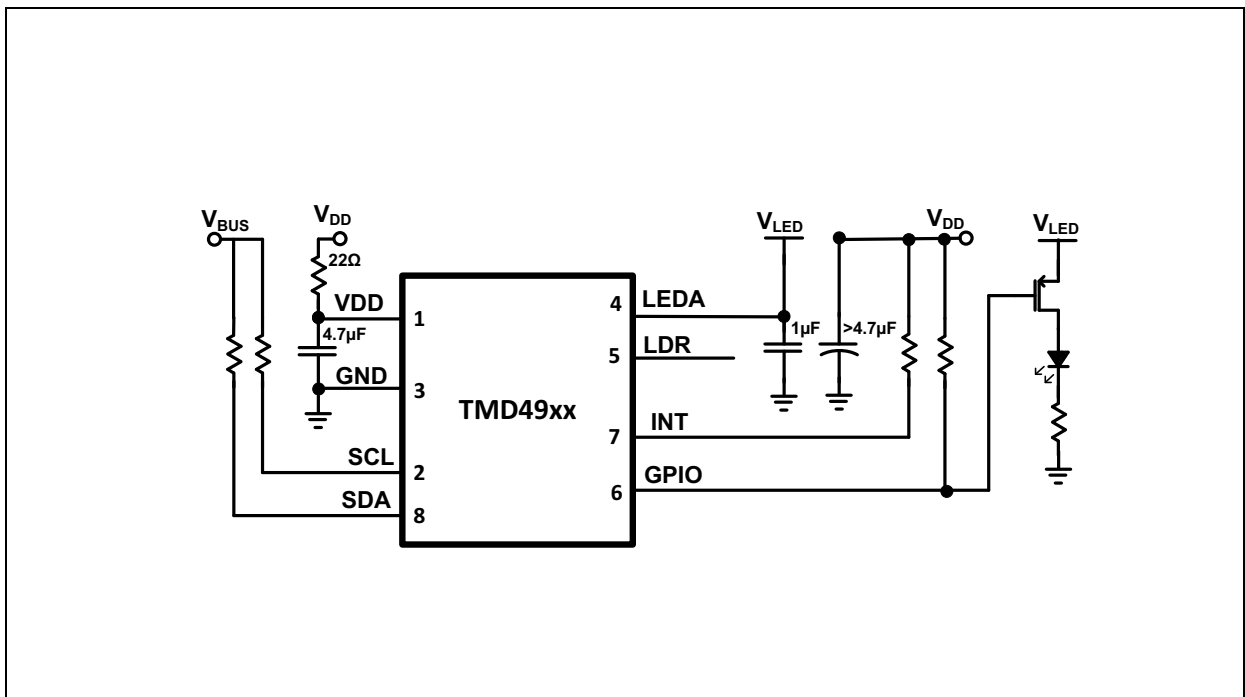 VBUS
VDD
22Ω
VDD
4.7µF
GND
SCL
SDA
1
3
2
8
TMD49xx
4
5
7
6
LEDA
LDR
INT
GPIO
VLED
1µF
>4.7µF
VDD
VLED